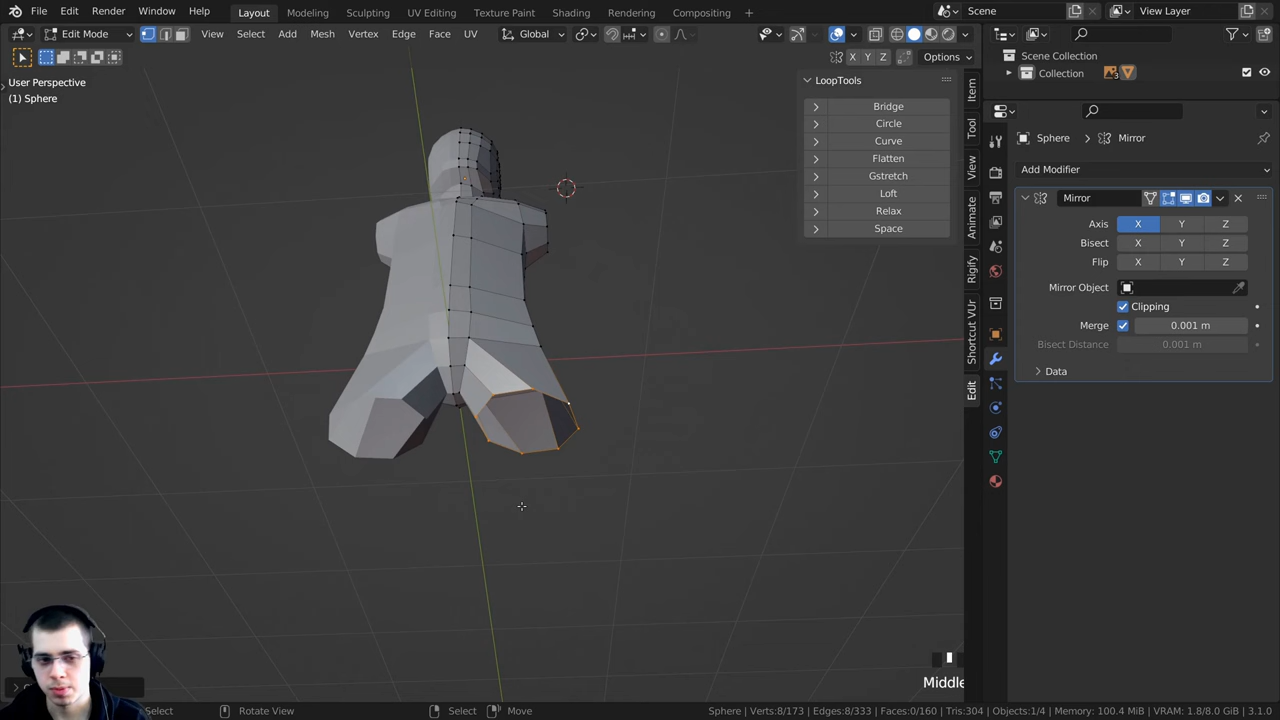 File Edit Render Window Help Layout Modeling Sculpting UV Editing Texture Paint Shading Rendering Compositing + Scene View Layer
Edit Mode View Select Add Mesh Vertex Edge Face UV Global
X Y Z Options
User Perspective
(1) Sphere
LoopTools
Bridge
Circle
Curve
Flatten
Gstretch
Loft
Relax
Space
Item
Tool
View
Animate
Rigify
Shortcut VUr
Edit
Scene Collection
Collection 3
Sphere Mirror
Add Modifier
Mirror
Axis X Y Z
Bisect X Y Z
Flip X Y Z
Mirror Object
Clipping
Merge 0.001 m
Bisect Distance 0.001 m
Data
Middle
Select Rotate View Select Move Sphere | Verts:8/173 | Edges:8/333 | Faces:0/160 | Tris:304 | Objects:1/4 | Memory: 100.4 MiB | VRAM: 1.8/8.0 GiB | 3.1.0